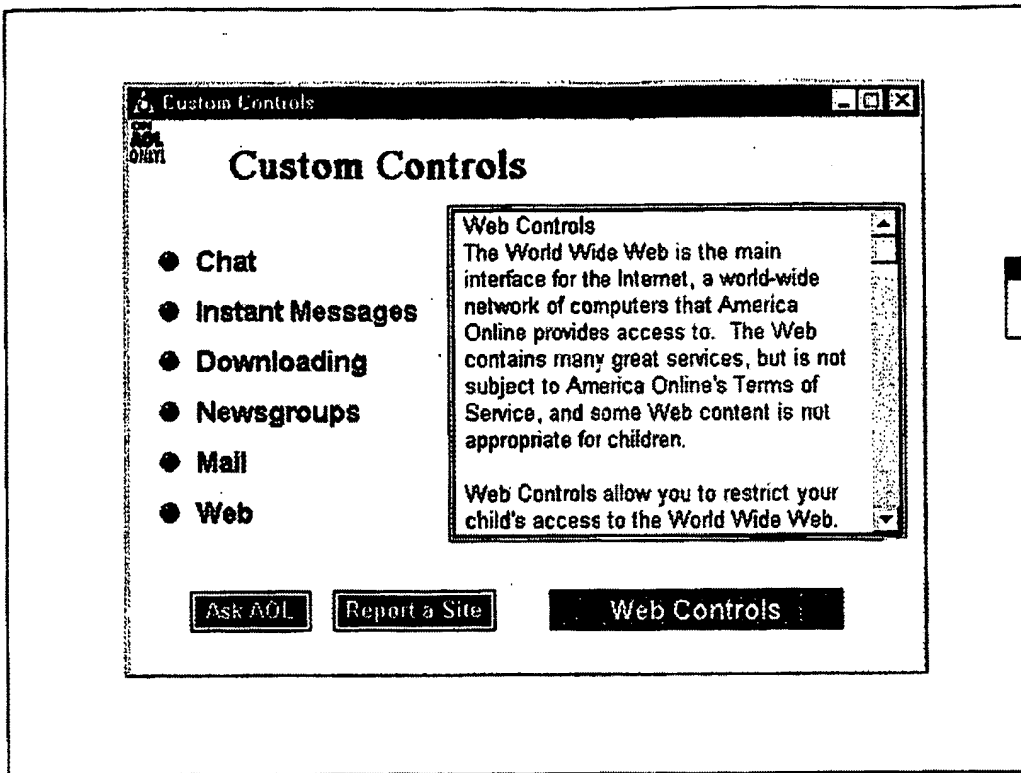 Custom Controls
ON
AOL
ONLY!
Custom Controls
Chat
Instant Messages
Downloading
Newsgroups
Mail
Web
Web Controls
The World Wide Web is the main
interface for the Internet, a world-wide
network of computers that America
Online provides access to. The Web
contains many great services, but is not
subject to America Online's Terms of
Service, and some Web content is not
appropriate for children.
Web Controls allow you to restrict your
child's access to the World Wide Web.
Ask AOL
Report a Site
Web Controls